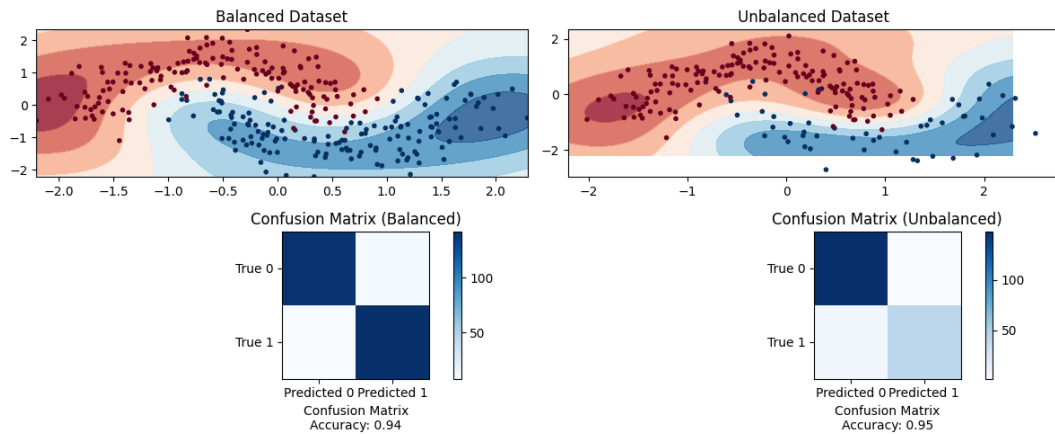 Balanced Dataset
2
1
0
−1
−2
−2.0 −1.5 −1.0 −0.5 0.0 0.5 1.0 1.5 2.0
Unbalanced Dataset
2
0
−2
−2 −1 0 1 2
Confusion Matrix (Balanced)
True 0
True 1
Predicted 0 Predicted 1
Confusion Matrix
Accuracy: 0.94
100
50
Confusion Matrix (Unbalanced)
True 0
True 1
Predicted 0 Predicted 1
Confusion Matrix
Accuracy: 0.95
100
50